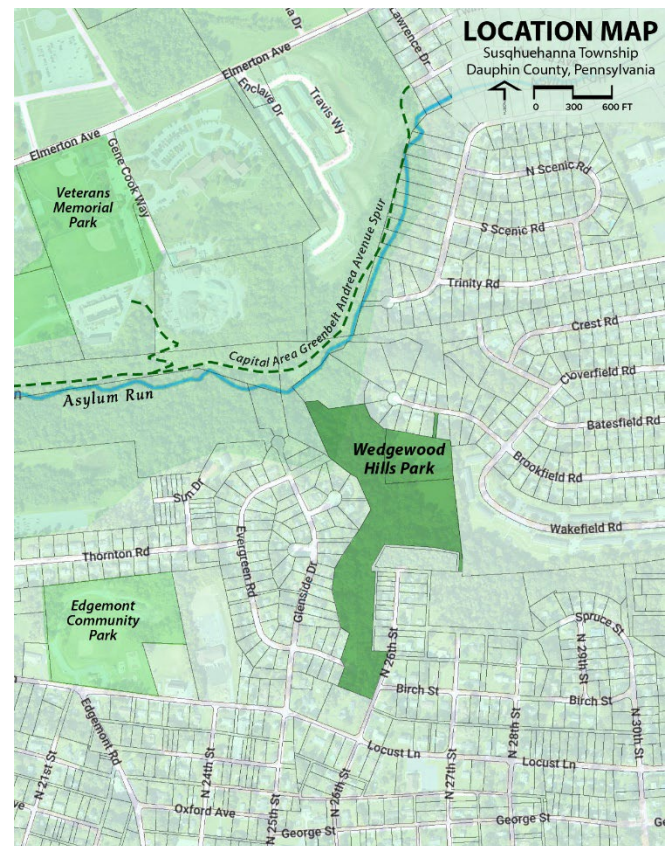 LOCATION MAP
Susqhuehanna Township
Dauphin County, Pennsylvania
0 300 600 FT
Lawrence Dr
Elmerton Ave
Enclave Dr
Travis Wy
Elmerton Ave
Gene Cook Way
Veterans
Memorial
Park
N Scenic Rd
S Scenic Rd
Trinity Rd
Capital Area Greenbelt Andrea Avenue Spur
Crest Rd
Asylum Run
Cloverfield Rd
Batesfield Rd
Wedgewood
Hills Park
Brookfield Rd
Sun Dr
Wakefield Rd
Thornton Rd
Evergreen Rd
Glenside Dr
Edgemont
Community
Park
N 26th St
Spruce St
N 29th St
Birch St
Birch St
N 30th St
Edgemont Rd
N 21st St
N 24th St
N 25th St
N 26th St
N 27th St
N 28th St
Locust Ln
Locust Ln
Oxford Ave
George St
George St